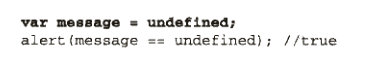 var message = undefined;
alert(message == undefined); //true